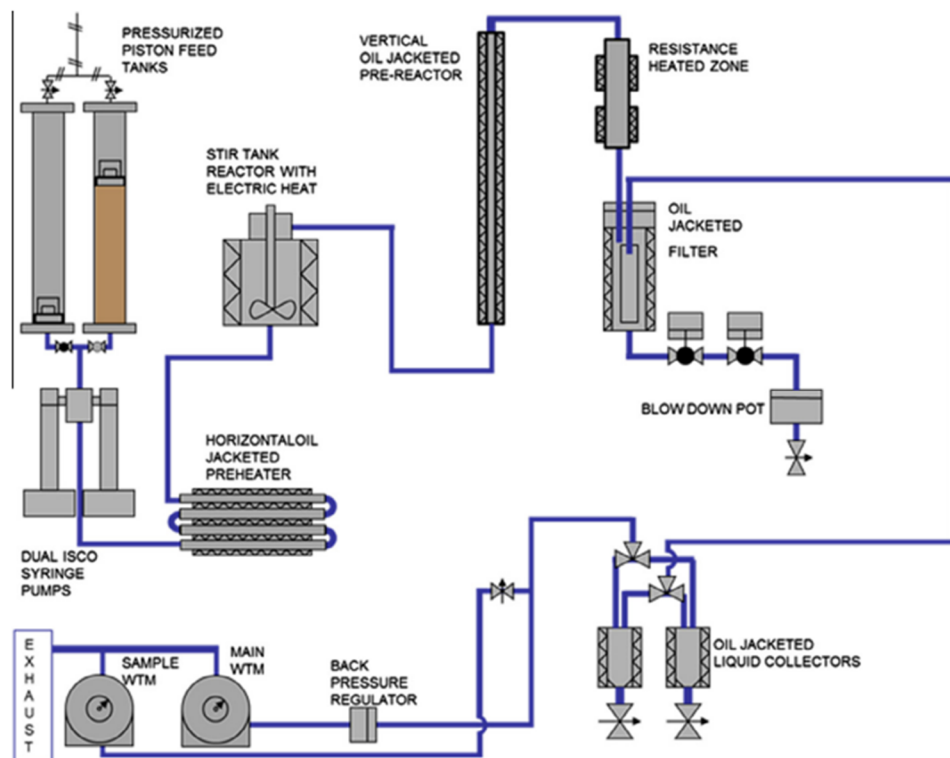 PRESSURIZED
PISTON FEED
TANKS
VERTICAL
OIL JACKETED
PRE-REACTOR
RESISTANCE
HEATED ZONE
STIR TANK
REACTOR WITH
ELECTRIC HEAT
OIL
JACKETED
FILTER
BLOW DOWN POT
HORIZONTALOIL
JACKETED
PREHEATER
DUAL ISCO
SYRINGE
PUMPS
EXHAUST
SAMPLE
WTM
MAIN
WTM
BACK
PRESSURE
REGULATOR
OIL JACKETED
LIQUID COLLECTORS